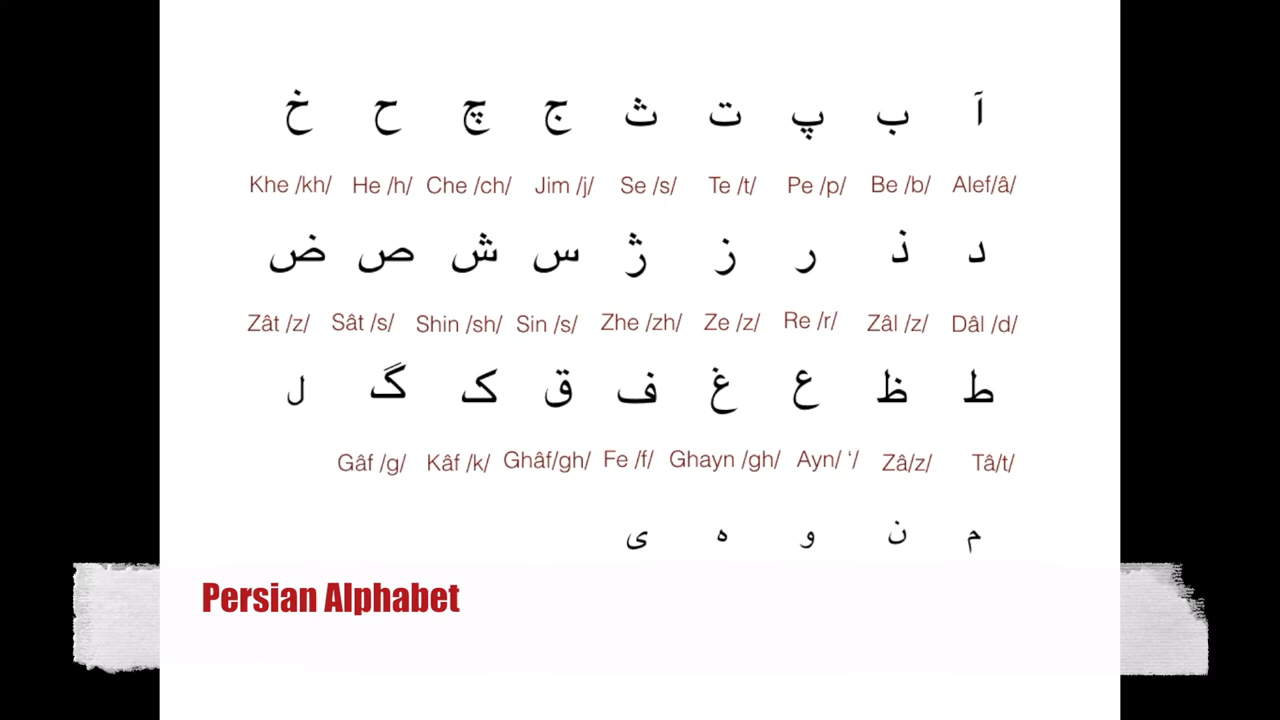 آ ب پ ت ث ج چ ح خ
Khe /kh/ He /h/ Che /ch/ Jim /j/ Se /s/ Te /t/ Pe /p/ Be /b/ Alef/â/
د ذ ر ز ژ س ش ص ض
Zât /z/ Sât /s/ Shin /sh/ Sin /s/ Zhe /zh/ Ze /z/ Re /r/ Zâl /z/ Dâl /d/
ط ظ ع غ ف ق ک گ ل
Gâf /g/ Kâf /k/ Ghâf/gh/ Fe /f/ Ghayn /gh/ Ayn/ ‘/ Zâ/z/ Tâ/t/
م ن و ه ی
Persian Alphabet